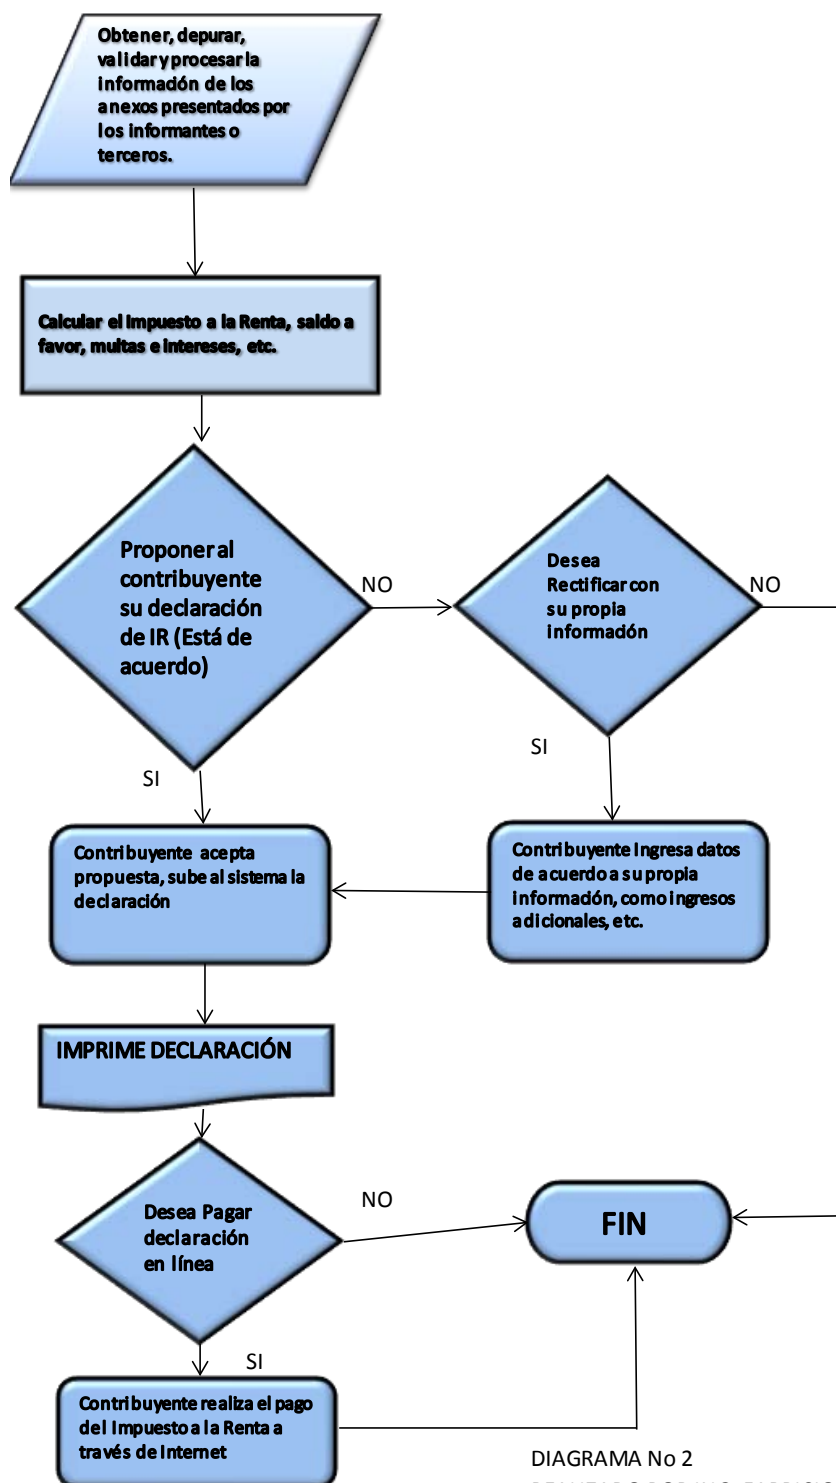 Obtener, depurar,
validar y procesar la
información de los
anexos presentados por
los informantes o
terceros.
Calcular el Impuesto a la Renta, saldo a
favor, multas e intereses, etc.
Proponer al
contribuyente
su declaración
de IR (Está de
acuerdo)
NO
Desea
Rectificar con
su propia
información
NO
SI
SI
Contribuyente acepta
propuesta, sube al sistema la
declaración
Contribuyente Ingresa datos
de acuerdo a su propia
información, como ingresos
adicionales, etc.
IMPRIME DECLARACIÓN
Desea Pagar
declaración
en línea
NO
FIN
SI
Contribuyente realiza el pago
del Impuesto a la Renta a
través de Internet
DIAGRAMA No 2